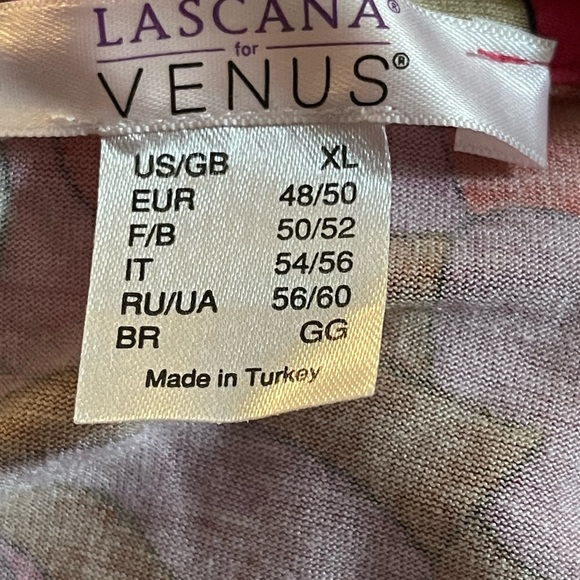 LASCANA®
for
VENUS®
US/GB XL
EUR 48/50
F/B 50/52
IT 54/56
RU/UA 56/60
BR GG
Made in Turkey